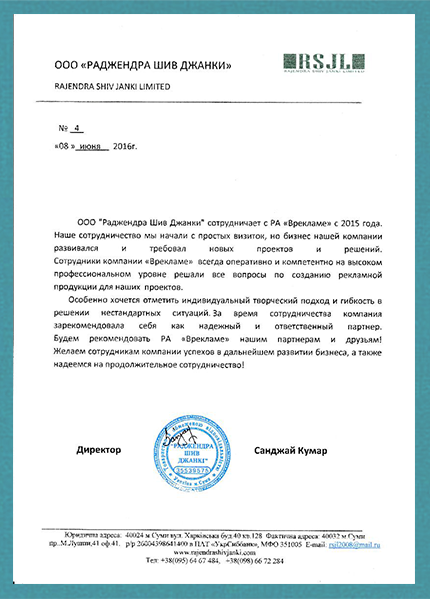 ООО «РАДЖЕНДРА ШИВ ДЖАНКИ»
RAJENDRA SHIV JANKI LIMITED
RSJL
RAJENDRA SHIV JANKI LIMITED
№ 4
«08 » июня 2016г.
ООО "Раджендра Шив Джанки" сотрудничает с РА «Врекламе» с 2015 года.
Наше сотрудничество мы начали с простых визиток, но бизнес нашей компании
развивался и требовал новых проектов и решений.
Сотрудники компании «Врекламе» всегда оперативно и компетентно на высоком
профессиональном уровне решали все вопросы по созданию рекламной
продукции для наших проектов.
Особенно хочется отметить индивидуальный творческий подход и гибкость в
решении нестандартных ситуаций. За время сотрудничества компания
зарекомендовала себя как надежный и ответственный партнер.
Будем рекомендовать РА «Врекламе» нашим партнерам и друзьям!
Желаем сотрудникам компании успехов в дальнейшем развитии бизнеса, а также
надеемся на продолжительное сотрудничество!
Директор
"РАДЖЕНДРА
ШИВ
ДЖАНКІ"
35539575
Україна м Суми
Санджай Кумар
Юридична адреса: 40024 м.Суми вул. Харківська буд.40 кв.128 Фактична адреса: 40032 м.Суми
пр..М.Лушпи,41 оф.41. р/р 26004398641400 в ПАТ «УкрСиббанк», МФО 351005 E-mail: rsjl2008@mail.ru
www.rajendrashivjanki.com
Тел: +38(095) 64 67 484, +38(098) 66 72 284